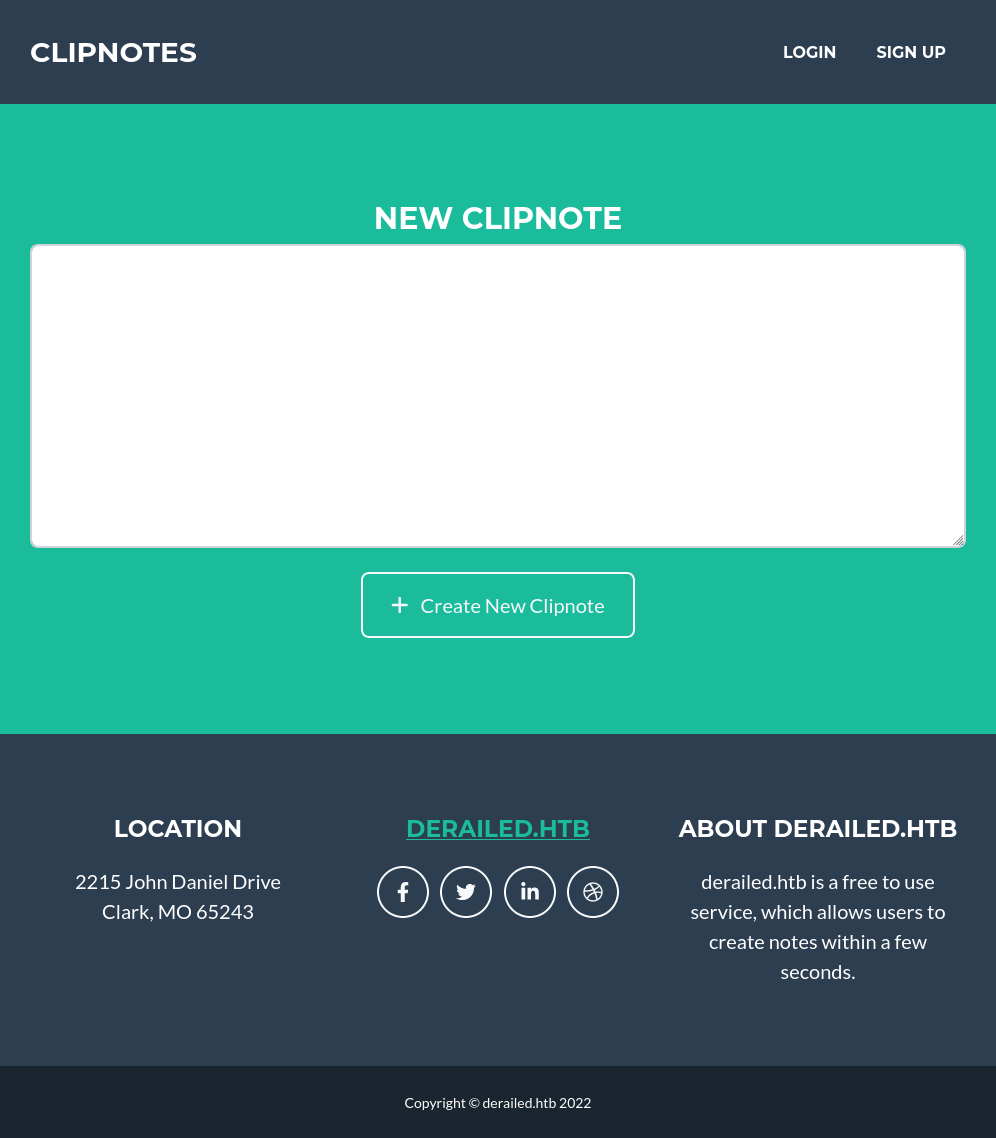 CLIPNOTES
LOGIN
SIGN UP
NEW CLIPNOTE
Create New Clipnote
LOCATION
2215 John Daniel Drive
Clark, MO 65243
DERAILED.HTB
ABOUT DERAILED.HTB
derailed.htb is a free to use
service, which allows users to
create notes within a few
seconds.
Copyright © derailed.htb 2022